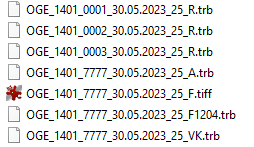 OGE_1401_0001_30.05.2023_25_R.trb
OGE_1401_0002_30.05.2023_25_R.trb
OGE_1401_0003_30.05.2023_25_R.trb
OGE_1401_7777_30.05.2023_25_A.trb
OGE_1401_7777_30.05.2023_25_F.tiff
OGE_1401_7777_30.05.2023_25_F1204.trb
OGE_1401_7777_30.05.2023_25_VK.trb